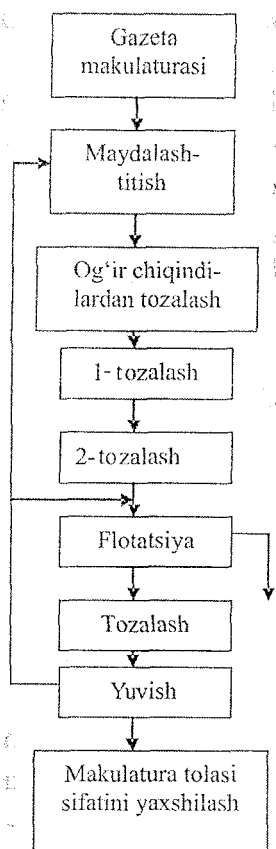 Gazeta
makulaturasi
Maydalash-
titish
Og‘ir chiqindi-
lardan tozalash
1-tozalash
2-tozalash
Flotatsiya
Tozalash
Yuvish
Makulatura tolasi
sifatini yaxshilash